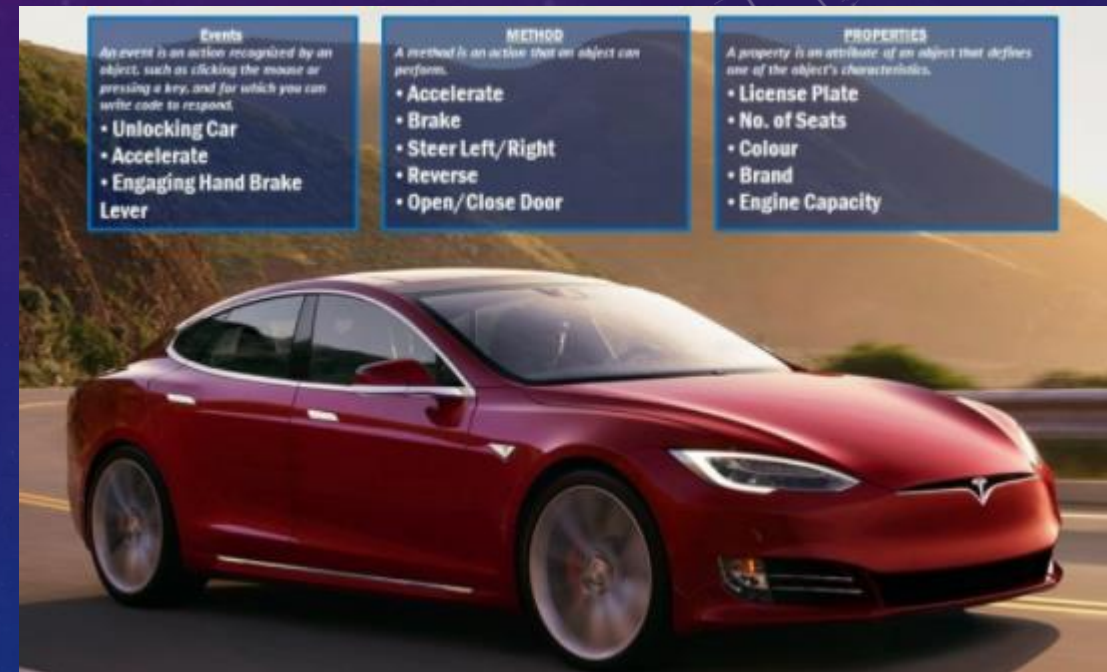 Events
An event is an action recognized by an
object, such as clicking the mouse or
pressing a key, and for which you can
write code to respond.
• Unlocking Car
• Accelerate
• Engaging Hand Brake
Lever
METHOD
A method is an action that an object can
perform.
• Accelerate
• Brake
• Steer Left/Right
• Reverse
• Open/Close Door
PROPERTIES
A property is an attribute of an object that defines
one of the object's characteristics.
• License Plate
• No. of Seats
• Colour
• Brand
• Engine Capacity